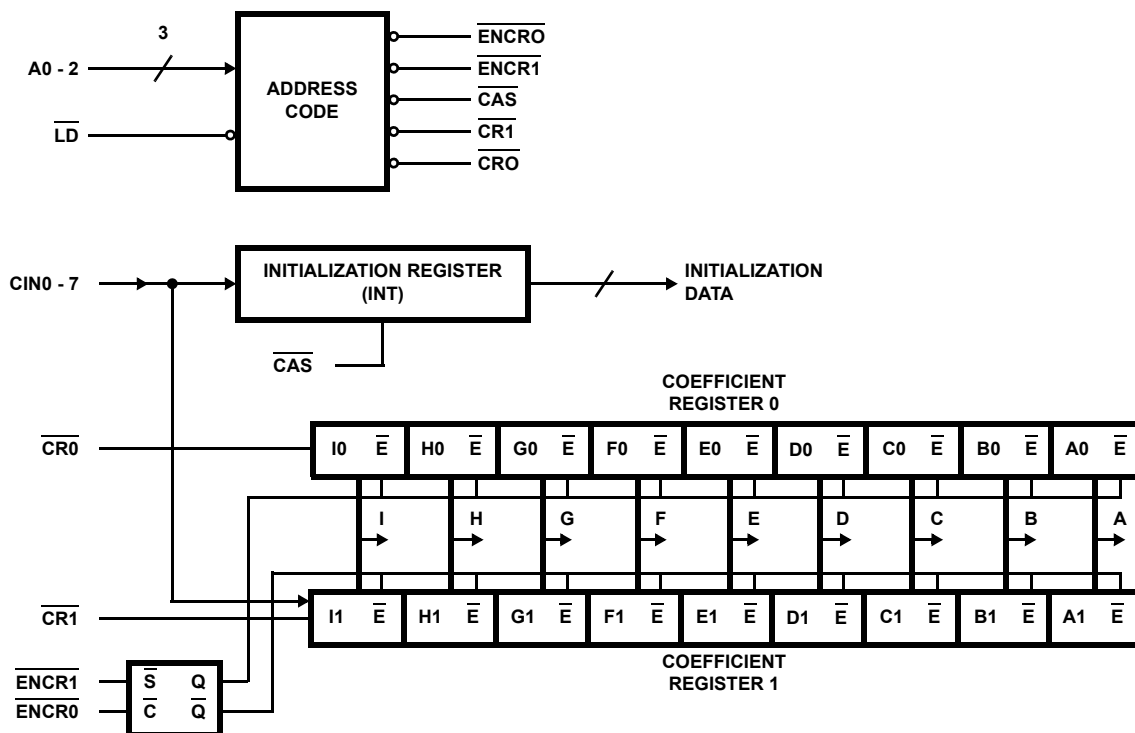 3
A0 - 2
LD
ADDRESS
CODE
ENCRO
ENCR1
CAS
CR1
CRO
CIN0 - 7
INITIALIZATION REGISTER
(INT)
INITIALIZATION
DATA
CAS
COEFFICIENT
REGISTER 0
CR0
I0 E H0 E G0 E F0 E E0 E D0 E C0 E B0 E A0 E
I H G F E D C B A
CR1
I1 E H1 E G1 E F1 E E1 E D1 E C1 E B1 E A1 E
COEFFICIENT
REGISTER 1
ENCR1
S Q
ENCR0
C Q